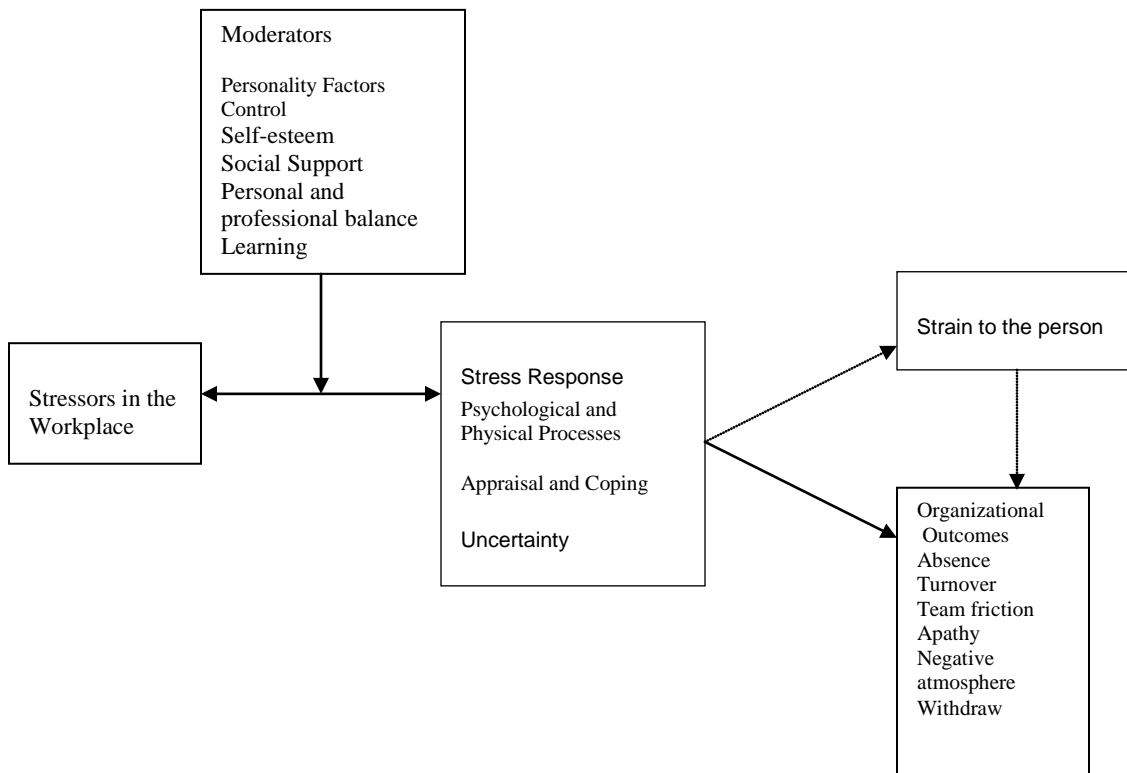 Moderators
Personality Factors
Control
Self-esteem
Social Support
Personal and
professional balance
Learning
Stressors in the
Workplace
Stress Response
Psychological and
Physical Processes
Appraisal and Coping
Uncertainty
Strain to the person
Organizational
Outcomes
Absence
Turnover
Team friction
Apathy
Negative
atmosphere
Withdraw